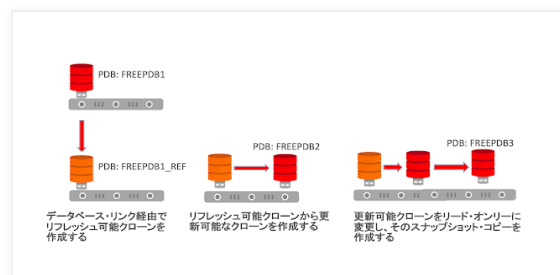 PDB: FREEPDB1
PDB: FREEPDB1_REF
データベース・リンク経由で
リフレッシュ可能クローンを
作成する
PDB: FREEPDB2
リフレッシュ可能クローンから更
新可能なクローンを作成する
PDB: FREEPDB3
更新可能クローンをリード・オンリーに
変更し、そのスナップショット・コピーを
作成する